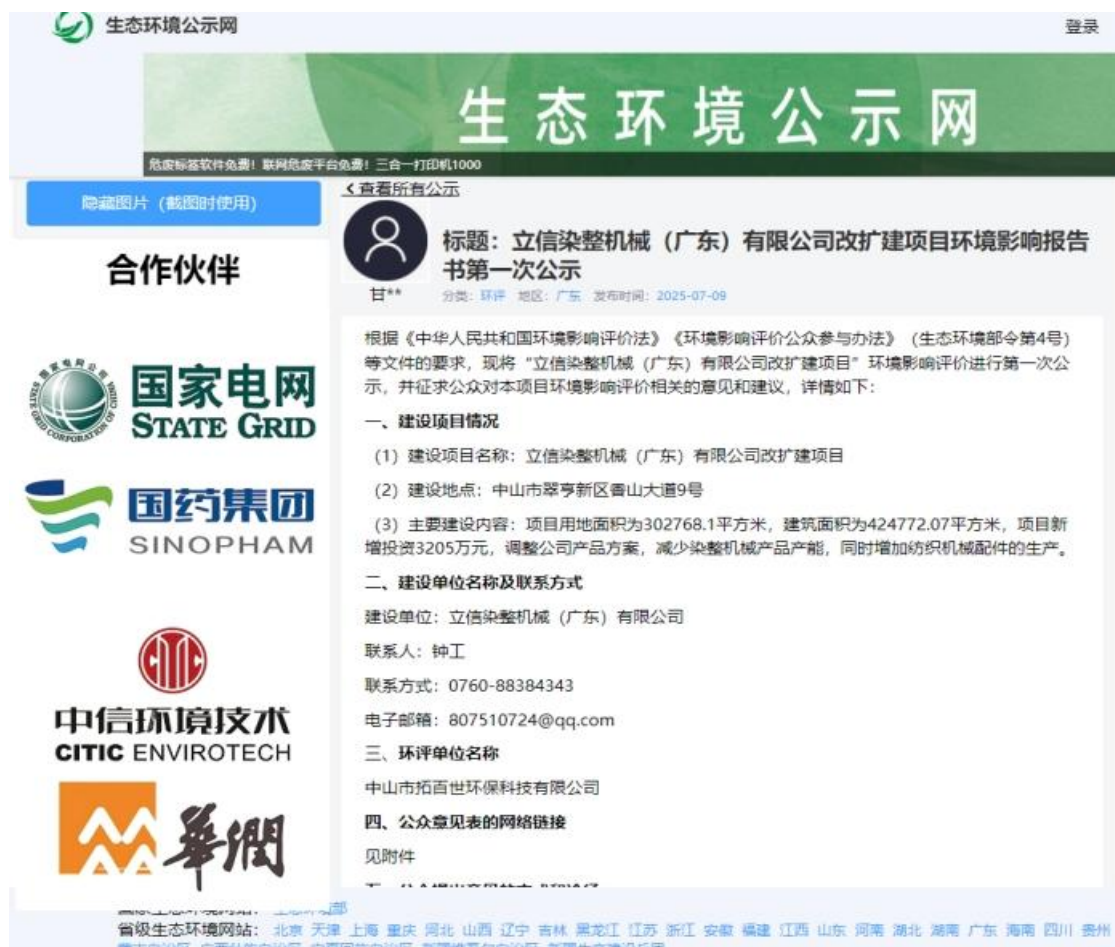 生态环境公示网
登录
生态环境公示网
危废标签软件免费！联网危废平台免费！三合一打印机1000
隐藏图片（截图时使用）
合作伙伴
国家电网
STATE GRID
国家电网公司
STATE GRID CORPORATION OF CHINA
国药集团
SINOPHAM
中信环境技术
CITIC ENVIROTECH
華潤
く查看所有公示
甘**
标题：立信染整机械（广东）有限公司改扩建项目环境影响报告
书第一次公示
分类：环评 地区：广东 发布时间：2025-07-09
根据《中华人民共和国环境影响评价法》《环境影响评价公众参与办法》（生态环境部令第4号）
等文件的要求，现将“立信染整机械（广东）有限公司改扩建项目”环境影响评价进行第一次公
示，并征求公众对本项目环境影响评价相关的意见和建议，详情如下：
一、建设项目情况
（1）建设项目名称：立信染整机械（广东）有限公司改扩建项目
（2）建设地点：中山市翠亨新区香山大道9号
（3）主要建设内容：项目用地面积为302768.1平方米，建筑面积为424772.07平方米，项目新
增投资3205万元，调整公司产品方案，减少染整机械产品产能，同时增加纺织机械配件的生产。
二、建设单位名称及联系方式
建设单位：立信染整机械（广东）有限公司
联系人：钟工
联系方式：0760-88384343
电子邮箱：807510724@qq.com
三、环评单位名称
中山市拓百世环保科技有限公司
四、公众意见表的网络链接
见附件
省级生态环境网站： 北京 天津 上海 重庆 河北 山西 辽宁 吉林 黑龙江 江苏 浙江 安徽 福建 江西 山东 河南 湖北 湖南 广东 海南 四川 贵州